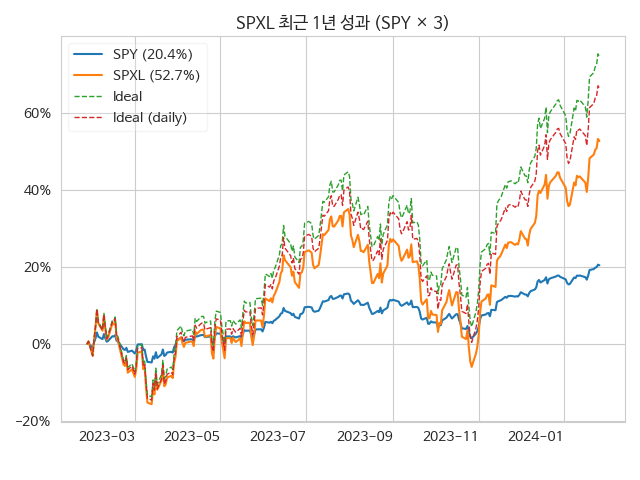 SPXL 최근 1년 성과 (SPY × 3)
SPY (20.4%)
SPXL (52.7%)
Ideal
Ideal (daily)
60%
40%
20%
0%
−20%
2023−03
2023−05
2023−07
2023−09
2023−11
2024−01